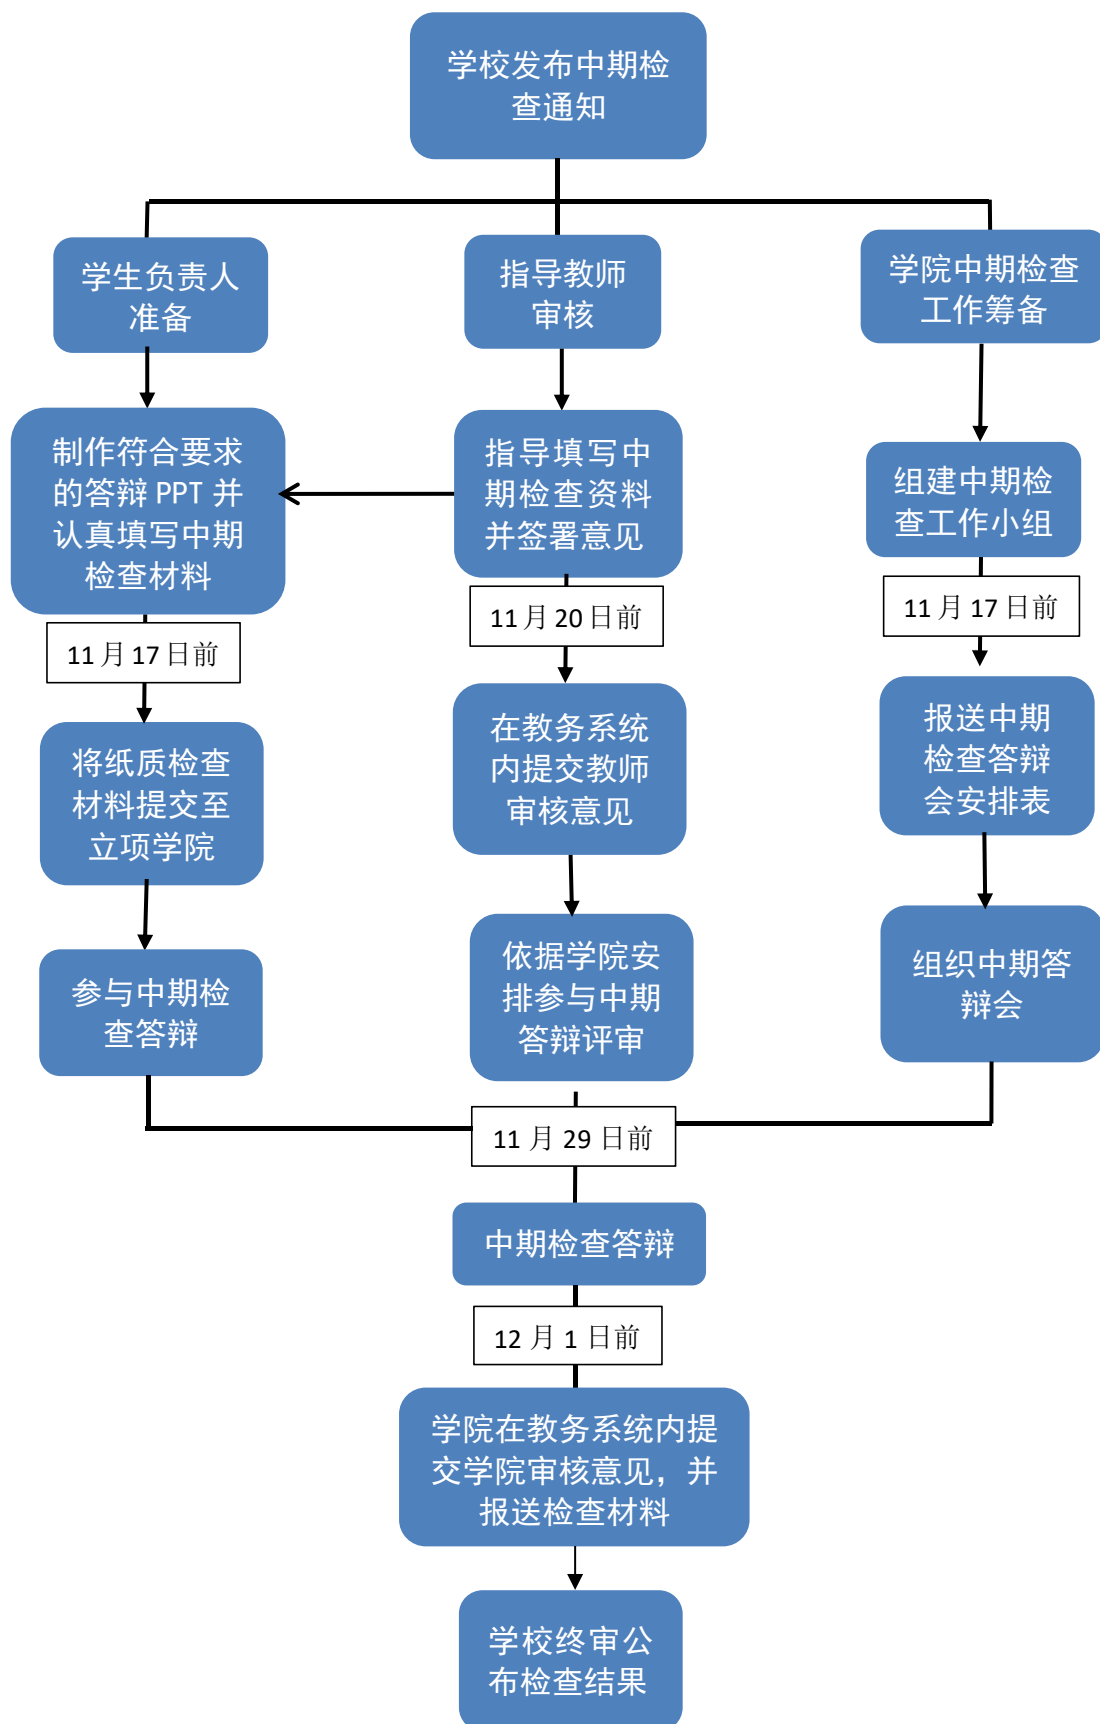 学校发布中期检
查通知
学生负责人
准备
指导教师
审核
学院中期检查
工作筹备
制作符合要求
的答辩 PPT 并
认真填写中期
检查材料
指导填写中
期检查资料
并签署意见
组建中期检
查工作小组
11 月 17 日前
11 月 20 日前
11 月 17 日前
将纸质检查
材料提交至
立项学院
在教务系统
内提交教师
审核意见
报送中期
检查答辩
会安排表
参与中期检
查答辩
依据学院安
排参与中期
答辩评审
组织中期答
辩会
11 月 29 日前
中期检查答辩
12 月 1 日前
学院在教务系统内提
交学院审核意见，并
报送检查材料
学校终审公
布检查结果